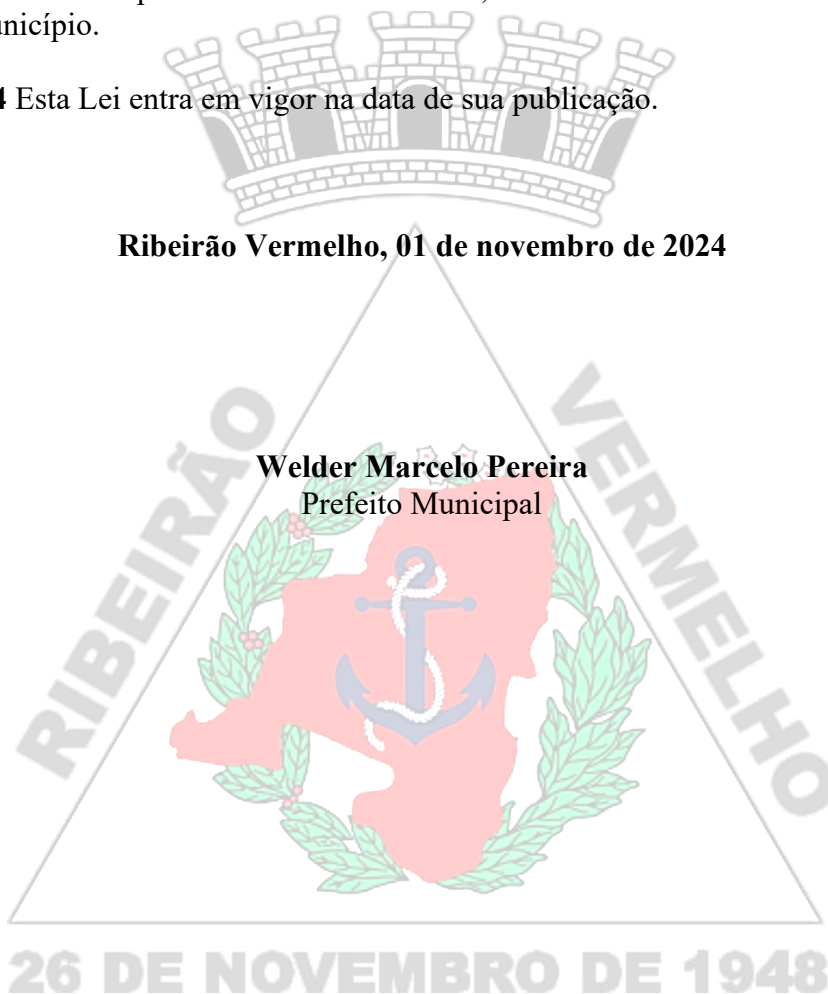 unicípio.
4 Esta Lei entra em vigor na data de sua publicação.
Ribeirão Vermelho, 01 de novembro de 2024
Welder Marcelo Pereira
Prefeito Municipal
RIBEIRÃO
VERMELHO
26 DE NOVEMBRO DE 1948